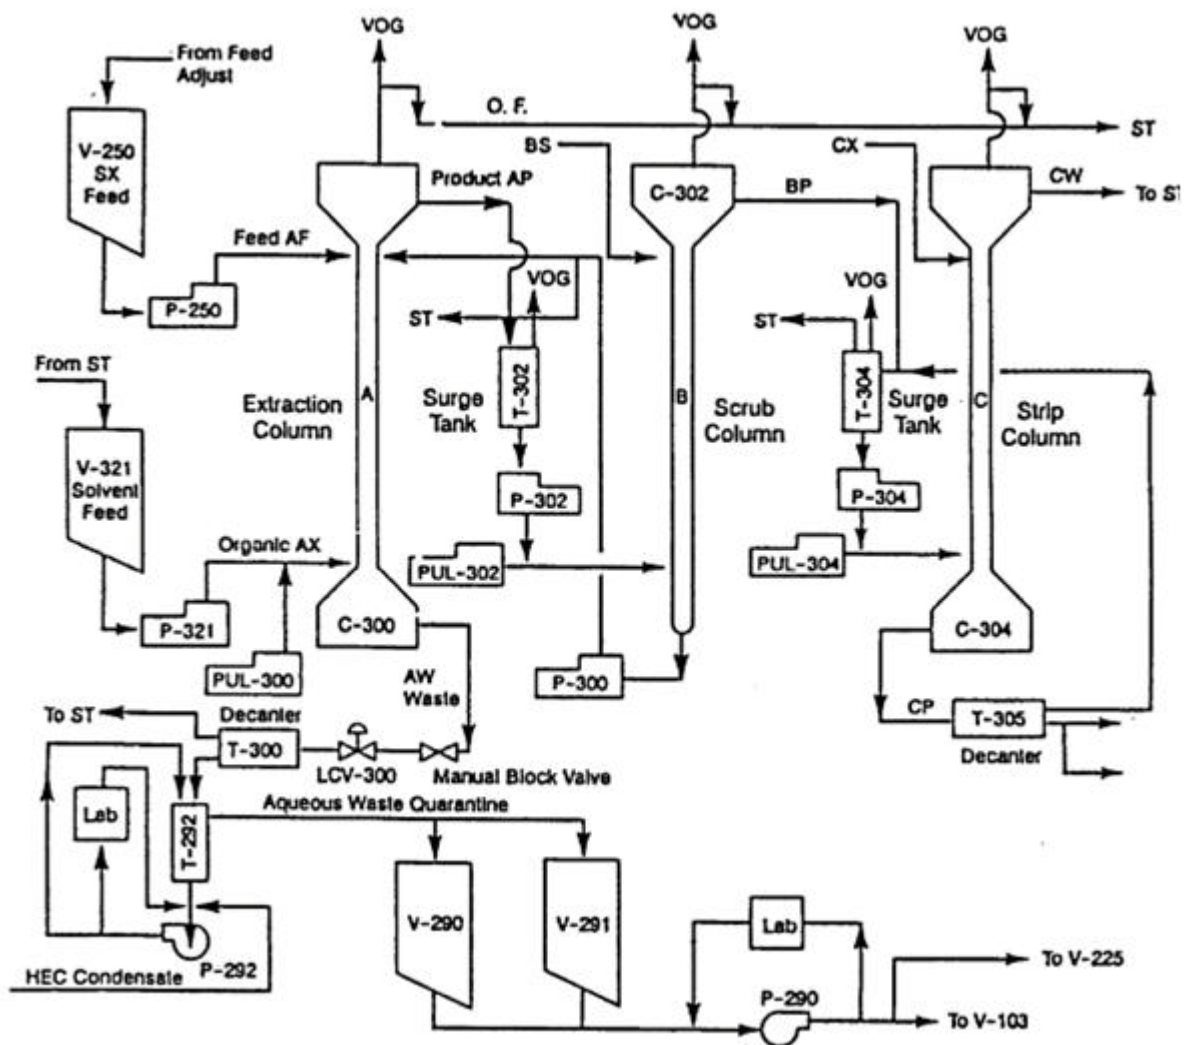 VOG
VOG
VOG
From Feed
Adjust
O. F.
ST
V-250
SX
Feed
BS
CX
Product AP
C-302
BP
CW
To ST
Feed AF
P-250
VOG
VOG
ST
ST
From ST
T-302
T-304
A
B
C
Extraction
Column
Surge
Tank
Scrub
Column
Surge
Tank
Strip
Column
V-321
Solvent
Feed
P-302
P-304
Organic AX
PUL-302
PUL-304
P-321
C-300
C-304
PUL-300
AW
Waste
P-300
To ST
Decanter
CP
T-305
T-300
LCV-300
Manual Block Valve
Decanter
Lab
T-292
Aqueous Waste Quarantine
V-290
V-291
Lab
P-292
HEC Condensate
To V-225
P-290
To V-103